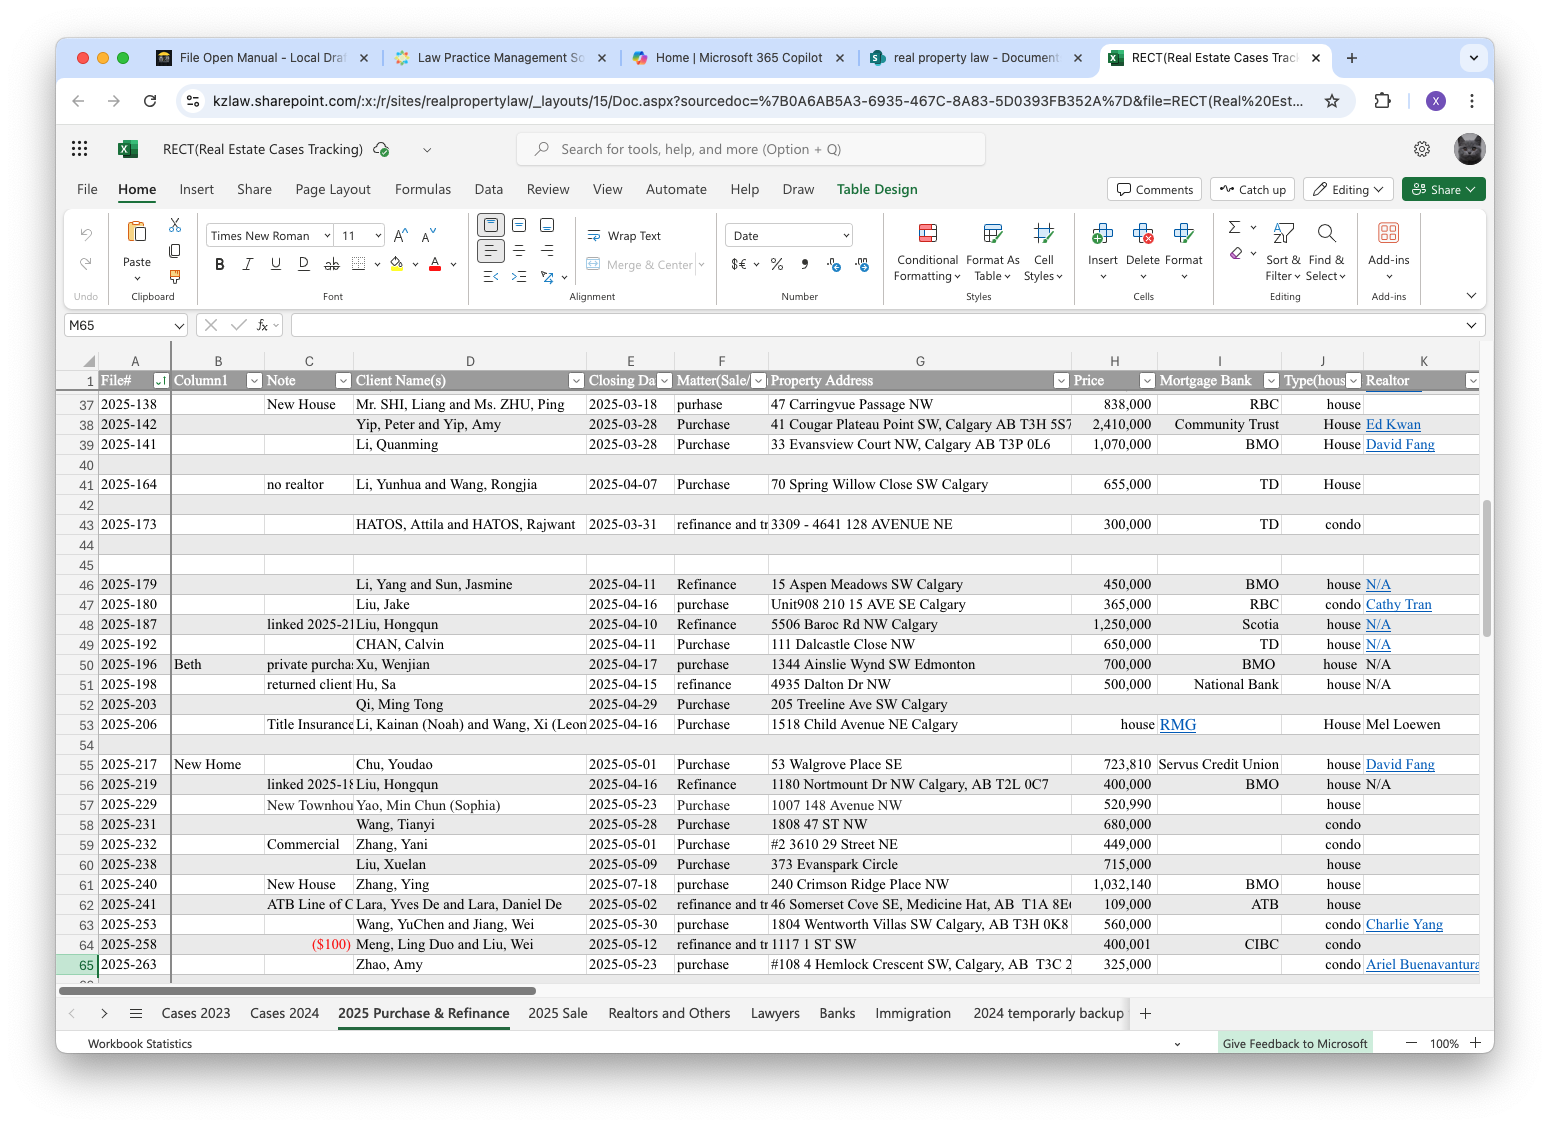 File Open Manual - Local Dra
Law Practice Management So
Home | Microsoft 365 Copilot
real property law - Document
RECT(Real Estate Cases Track
kzlaw.sharepoint.com/:x:/r/sites/realpropertylaw/_layouts/15/Doc.aspx?sourcedoc=%7B0A6AB5A3-6935-467C-8A83-5D0393FB352A%7D&file=RECT(Real%20Est...
X
RECT(Real Estate Cases Tracking)
Search for tools, help, and more (Option + Q)
File Home Insert Share Page Layout Formulas Data Review View Automate Help Draw Table Design
Comments Catch up Editing Share
Times New Roman 11 Wrap Text Date
Paste B I U D ab A Merge & Center $€ % 9
Conditional Formatting Format As Table Cell Styles Insert Delete Format Sort & Filter Find & Select Add-ins
Undo Clipboard Font Alignment Number Styles Cells Editing Add-ins
M65 fx
A B C D E F G H I J K
1 File# Column1 Note Client Name(s) Closing Da Matter(Sale/ Property Address Price Mortgage Bank Type(hous Realtor
37 2025-138 New House Mr. SHI, Liang and Ms. ZHU, Ping 2025-03-18 purhase 47 Carringvue Passage NW 838,000 RBC house
38 2025-142 Yip, Peter and Yip, Amy 2025-03-28 Purchase 41 Cougar Plateau Point SW, Calgary AB T3H 5S7 2,410,000 Community Trust House Ed Kwan
39 2025-141 Li, Quanming 2025-03-28 Purchase 33 Evansview Court NW, Calgary AB T3P 0L6 1,070,000 BMO House David Fang
40
41 2025-164 no realtor Li, Yunhua and Wang, Rongjia 2025-04-07 Purchase 70 Spring Willow Close SW Calgary 655,000 TD House
42
43 2025-173 HATOS, Attila and HATOS, Rajwant 2025-03-31 refinance and tr 3309 - 4641 128 AVENUE NE 300,000 TD condo
44
45
46 2025-179 Li, Yang and Sun, Jasmine 2025-04-11 Refinance 15 Aspen Meadows SW Calgary 450,000 BMO house N/A
47 2025-180 Liu, Jake 2025-04-16 purchase Unit908 210 15 AVE SE Calgary 365,000 RBC condo Cathy Tran
48 2025-187 linked 2025-21 Liu, Hongqun 2025-04-10 Refinance 5506 Baroc Rd NW Calgary 1,250,000 Scotia house N/A
49 2025-192 CHAN, Calvin 2025-04-11 Purchase 111 Dalcastle Close NW 650,000 TD house N/A
50 2025-196 Beth private purchas Xu, Wenjian 2025-04-17 purchase 1344 Ainslie Wynd SW Edmonton 700,000 BMO house N/A
51 2025-198 returned client Hu, Sa 2025-04-15 refinance 4935 Dalton Dr NW 500,000 National Bank house N/A
52 2025-203 Qi, Ming Tong 2025-04-29 Purchase 205 Treeline Ave SW Calgary
53 2025-206 Title Insurance Li, Kainan (Noah) and Wang, Xi (Leon 2025-04-16 Purchase 1518 Child Avenue NE Calgary house RMG House Mel Loewen
54
55 2025-217 New Home Chu, Youdao 2025-05-01 Purchase 53 Walgrove Place SE 723,810 Servus Credit Union house David Fang
56 2025-219 linked 2025-18 Liu, Hongqun 2025-04-16 Refinance 1180 Nortmount Dr NW Calgary, AB T2L 0C7 400,000 BMO house N/A
57 2025-229 New Townhou Yao, Min Chun (Sophia) 2025-05-23 Purchase 1007 148 Avenue NW 520,990 house
58 2025-231 Wang, Tianyi 2025-05-28 Purchase 1808 47 ST NW 680,000 condo
59 2025-232 Commercial Zhang, Yani 2025-05-01 Purchase #2 3610 29 Street NE 449,000 condo
60 2025-238 Liu, Xuelan 2025-05-09 Purchase 373 Evanspark Circle 715,000 house
61 2025-240 New House Zhang, Ying 2025-07-18 purchase 240 Crimson Ridge Place NW 1,032,140 BMO house
62 2025-241 ATB Line of C Lara, Yves De and Lara, Daniel De 2025-05-02 refinance and tr 46 Somerset Cove SE, Medicine Hat, AB T1A 8E 109,000 ATB house
63 2025-253 Wang, YuChen and Jiang, Wei 2025-05-30 purchase 1804 Wentworth Villas SW Calgary, AB T3H 0K8 560,000 condo Charlie Yang
64 2025-258 ($100) Meng, Ling Duo and Liu, Wei 2025-05-12 refinance and tr 1117 1 ST SW 400,001 CIBC condo
65 2025-263 Zhao, Amy 2025-05-23 purchase #108 4 Hemlock Crescent SW, Calgary, AB T3C 2 325,000 condo Ariel Buenavantura
Cases 2023 Cases 2024 2025 Purchase & Refinance 2025 Sale Realtors and Others Lawyers Banks Immigration 2024 temporarly backup
Workbook Statistics Give Feedback to Microsoft 100%